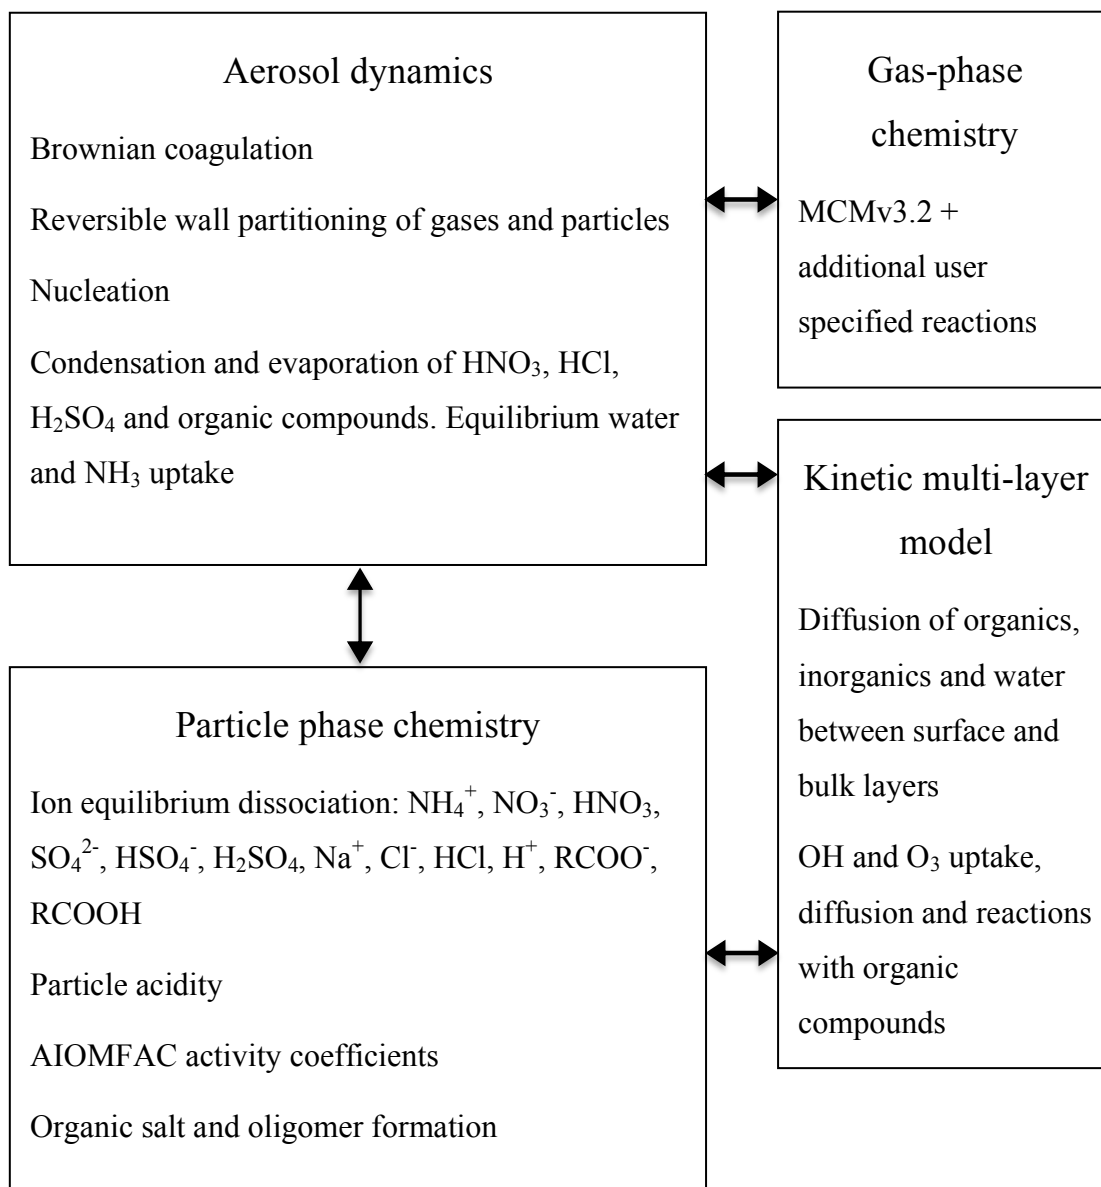 Aerosol dynamics
Brownian coagulation
Reversible wall partitioning of gases and particles
Nucleation
Condensation and evaporation of HNO₃, HCl,
H₂SO₄ and organic compounds. Equilibrium water
and NH₃ uptake
Gas-phase
chemistry
MCMv3.2 +
additional user
specified reactions
Kinetic multi-layer
model
Diffusion of organics,
inorganics and water
between surface and
bulk layers
OH and O₃ uptake,
diffusion and reactions
with organic
compounds
Particle phase chemistry
Ion equilibrium dissociation: NH₄⁺, NO₃⁻, HNO₃,
SO₄²⁻, HSO₄⁻, H₂SO₄, Na⁺, Cl⁻, HCl, H⁺, RCOO⁻,
RCOOH
Particle acidity
AIOMFAC activity coefficients
Organic salt and oligomer formation